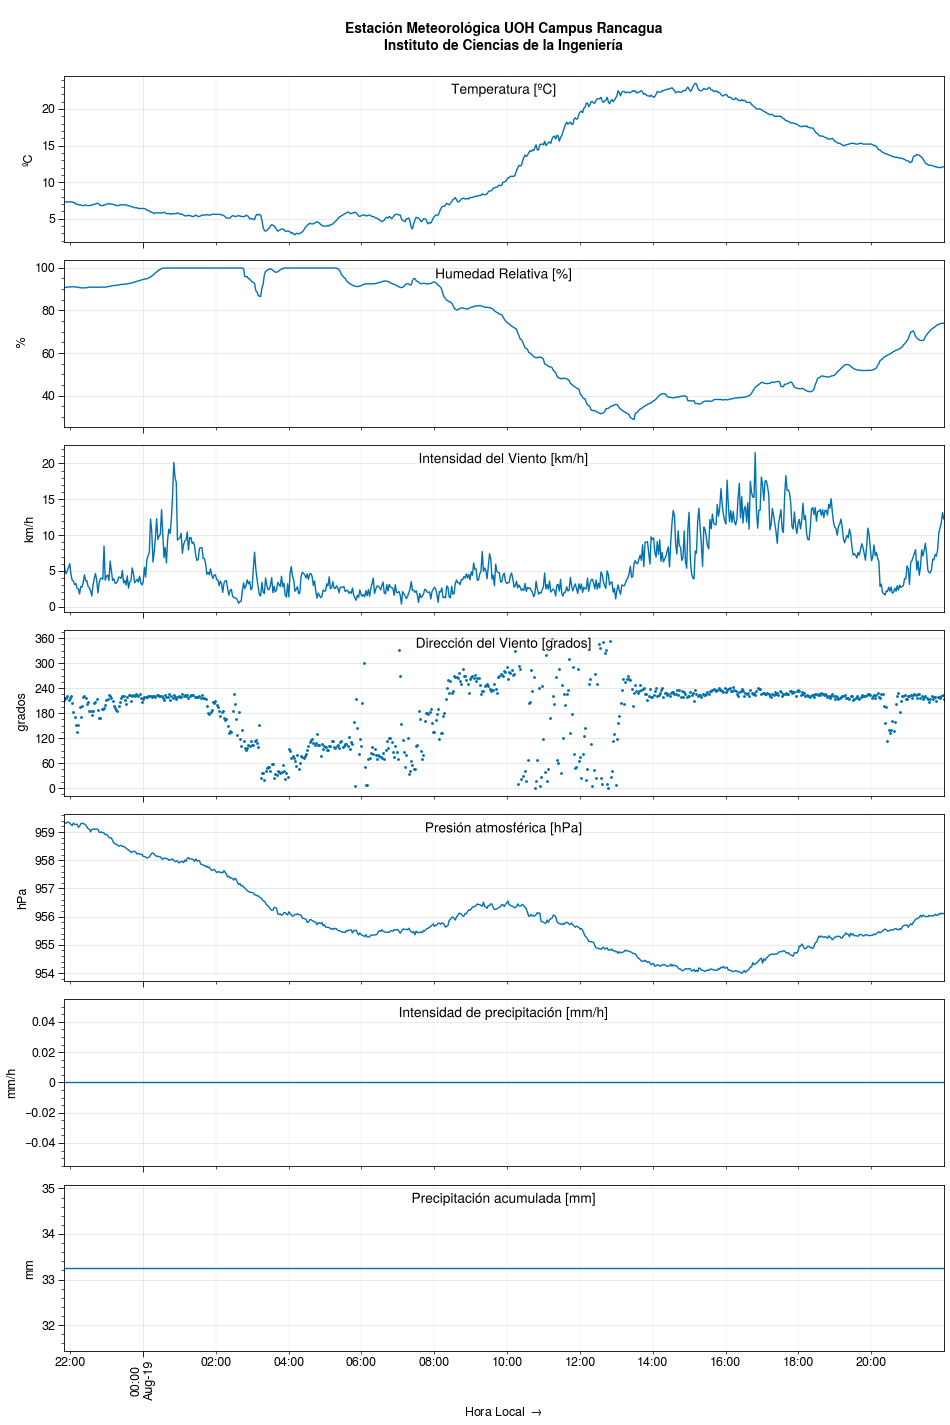 Estación Meteorológica UOH Campus Rancagua
Instituto de Ciencias de la Ingeniería
Temperatura [ºC]
ºC
20
15
10
5
Humedad Relativa [%]
%
100
80
60
40
Intensidad del Viento [km/h]
km/h
20
15
10
5
0
Dirección del Viento [grados]
grados
360
300
240
180
120
60
0
Presión atmosférica [hPa]
hPa
959
958
957
956
955
954
Intensidad de precipitación [mm/h]
mm/h
0.04
0.02
0
−0.02
−0.04
Precipitación acumulada [mm]
mm
35
34
33
32
22:00
00:00
Aug-19
02:00
04:00
06:00
08:00
10:00
12:00
14:00
16:00
18:00
20:00
Hora Local →